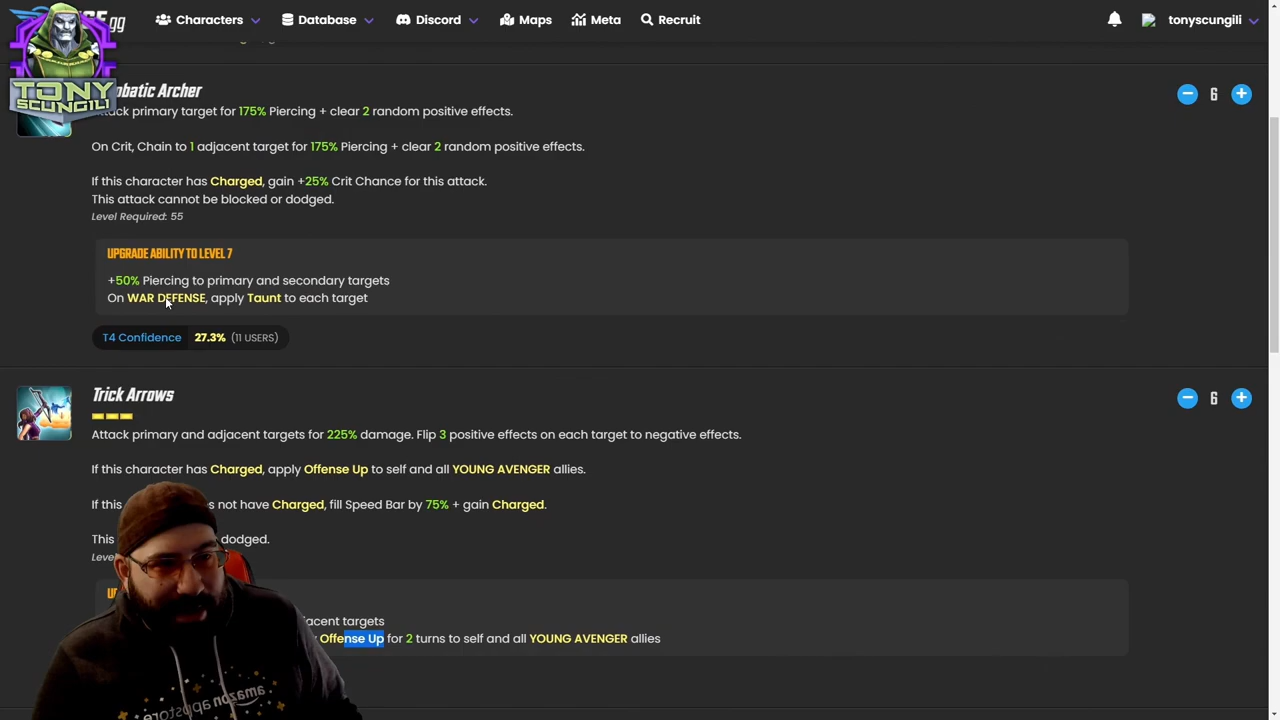 .gg
Characters
Database
Discord
Maps
Meta
Recruit
tonyscungili
TONY
SCUNGILI
Archer
6
primary target for 175% Piercing + clear 2 random positive effects.
On Crit, Chain to 1 adjacent target for 175% Piercing + clear 2 random positive effects.
If this character has Charged, gain +25% Crit Chance for this attack.
This attack cannot be blocked or dodged.
Level Required: 55
UPGRADE ABILITY TO LEVEL 7
+50% Piercing to primary and secondary targets
On WAR DEFENSE, apply Taunt to each target
T4 Confidence 27.3% (11 USERS)
Trick Arrows
6
Attack primary and adjacent targets for 225% damage. Flip 3 positive effects on each target to negative effects.
If this character has Charged, apply Offense Up to self and all YOUNG AVENGER allies.
If this not have Charged, fill Speed Bar by 75% + gain Charged.
This dodged.
targets
Offense Up for 2 turns to self and all YOUNG AVENGER allies
amazon
appstore